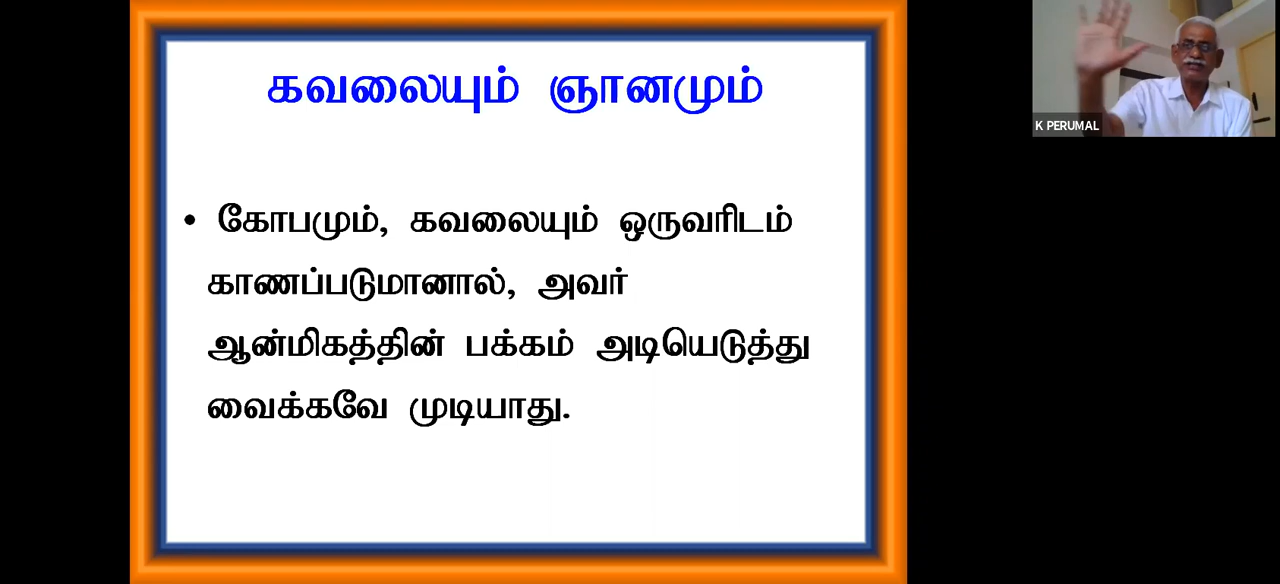 கவலையும் ஞானமும்
• கோபமும், கவலையும் ஒருவரிடம்
காணப்படுமானால், அவர்
ஆன்மிகத்தின் பக்கம் அடியெடுத்து
வைக்கவே முடியாது.
K PERUMAL